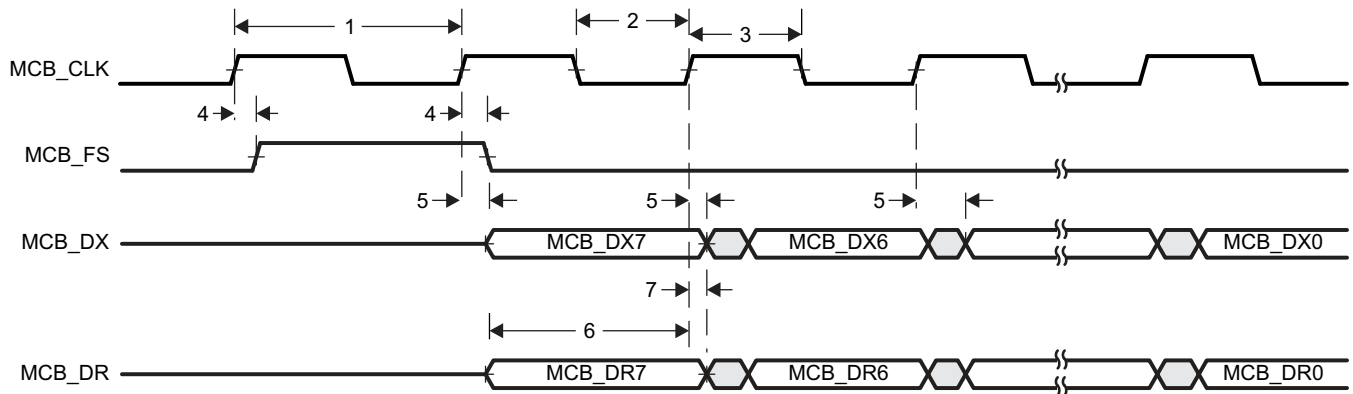 1
2
3
MCB_CLK
4
4
MCB_FS
5
5
5
MCB_DX
MCB_DX7
MCB_DX6
MCB_DX0
7
6
MCB_DR
MCB_DR7
MCB_DR6
MCB_DR0